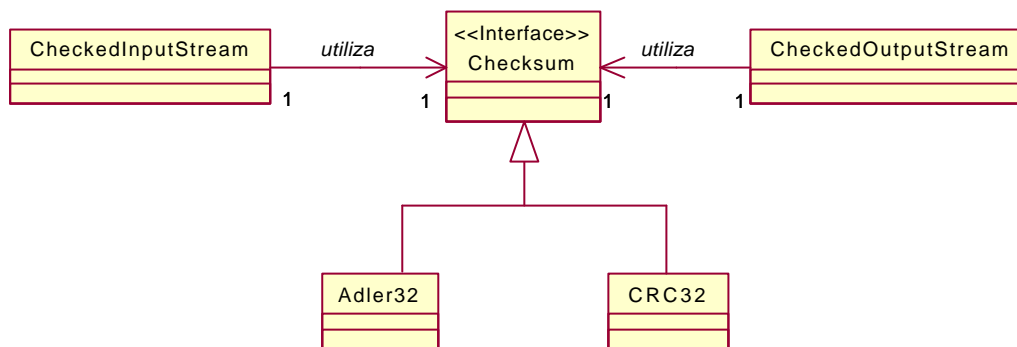 CheckedInputStream
utiliza
<<Interface>>
Checksum
utiliza
CheckedOutputStream
1
1
1
1
Adler32
CRC32